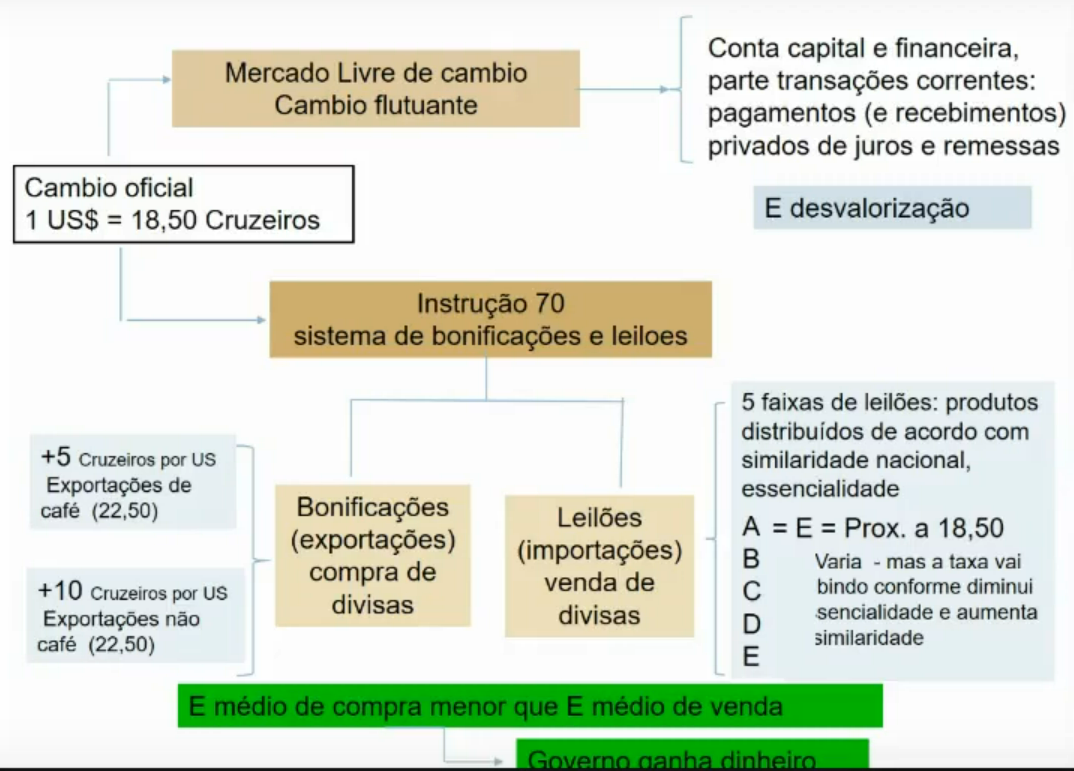 Mercado Livre de cambio
Cambio flutuante
Conta capital e financeira,
parte transações correntes:
pagamentos (e recebimentos)
privados de juros e remessas
Cambio oficial
1 US$ = 18,50 Cruzeiros
E desvalorização
Instrução 70
sistema de bonificações e leiloes
+5 Cruzeiros por US
Exportações de
café (22,50)
+10 Cruzeiros por US
Exportações não
café (22,50)
Bonificações
(exportações)
compra de
divisas
Leilões
(importações)
venda de
divisas
5 faixas de leilões: produtos
distribuídos de acordo com
similaridade nacional,
essencialidade
A = E = Prox. a 18,50
B
C
D
E
Varia - mas a taxa vai
bindo conforme diminui
sencialidade e aumenta
similaridade
E médio de compra menor que E médio de venda
Governo ganha dinheiro